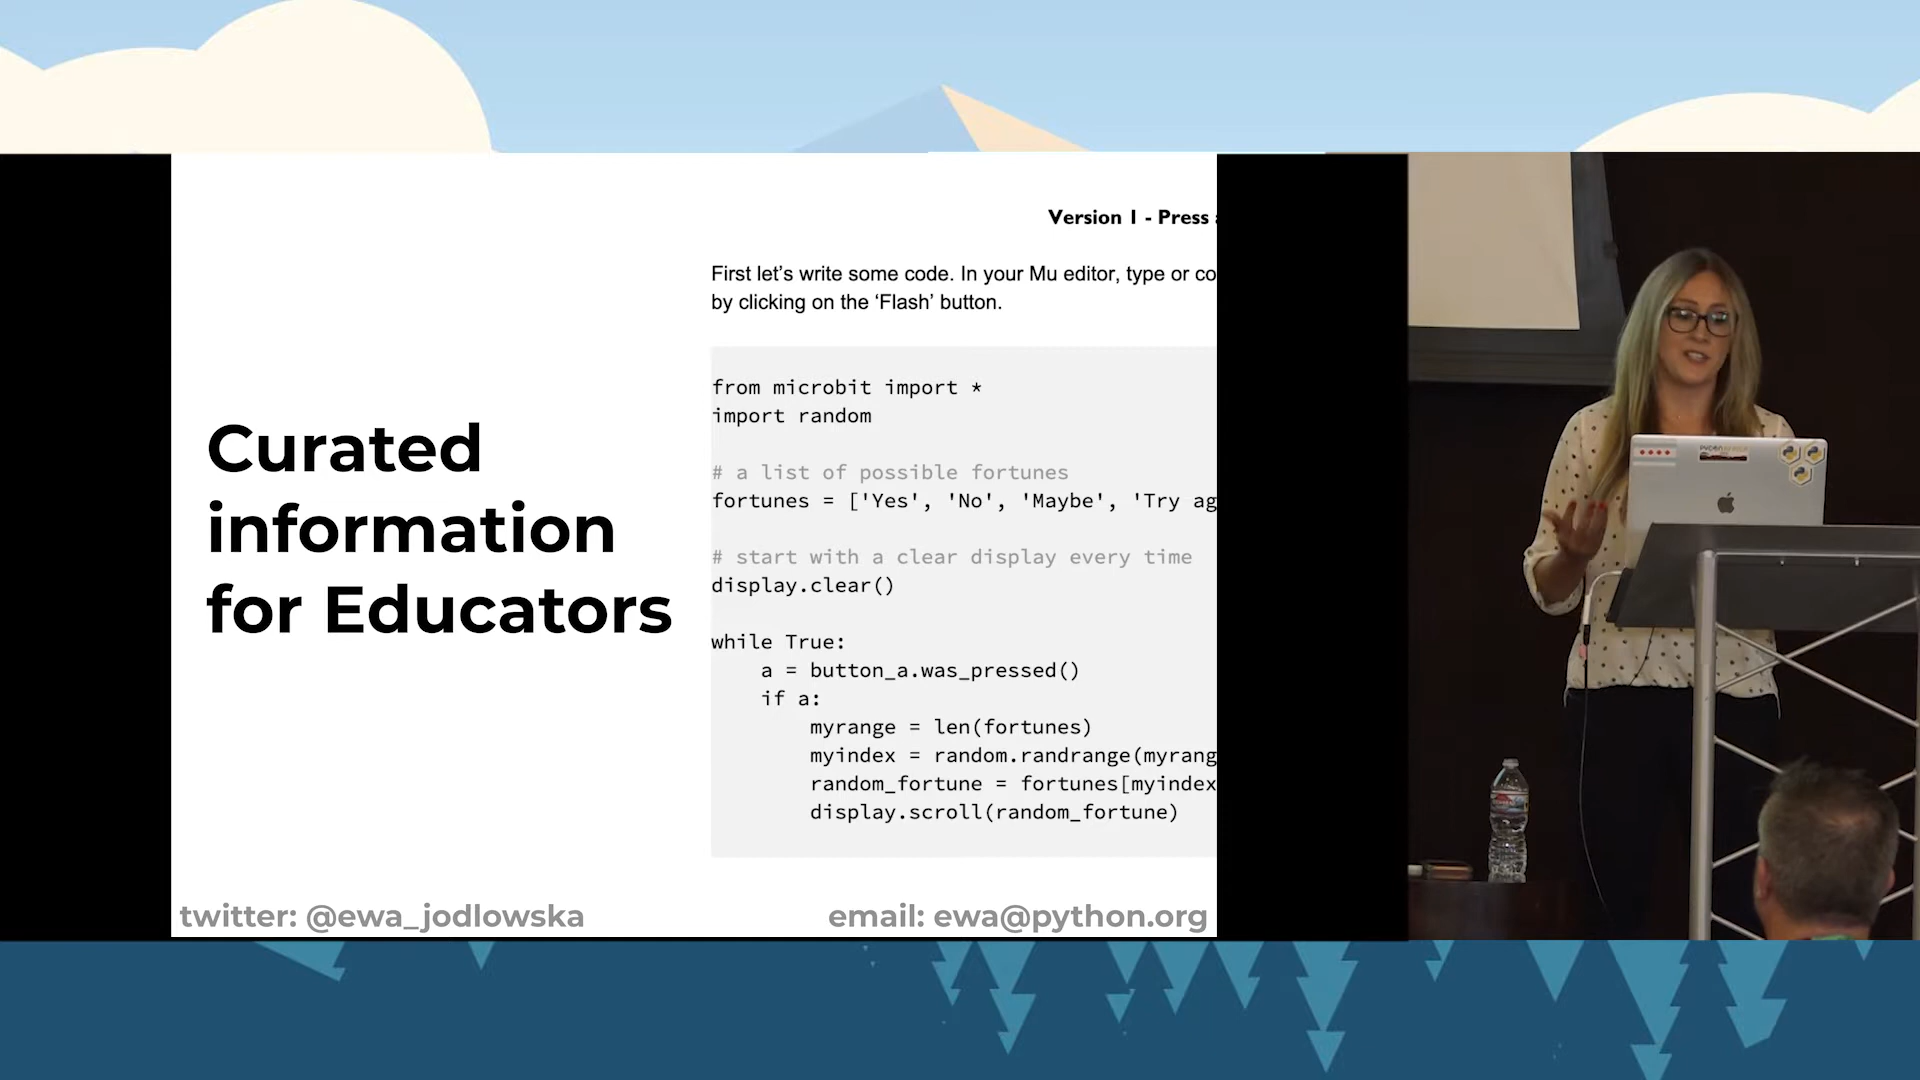 Curated
information
for Educators
Version 1 - Press
First let’s write some code. In your Mu editor, type or co
by clicking on the ‘Flash’ button.
from microbit import *
import random
# a list of possible fortunes
fortunes = ['Yes', 'No', 'Maybe', 'Try ag
# start with a clear display every time
display.clear()
while True:
    a = button_a.was_pressed()
    if a:
        myrange = len(fortunes)
        myindex = random.randrange(myrang
        random_fortune = fortunes[myindex
        display.scroll(random_fortune)
twitter: @ewa_jodlowska
email: ewa@python.org